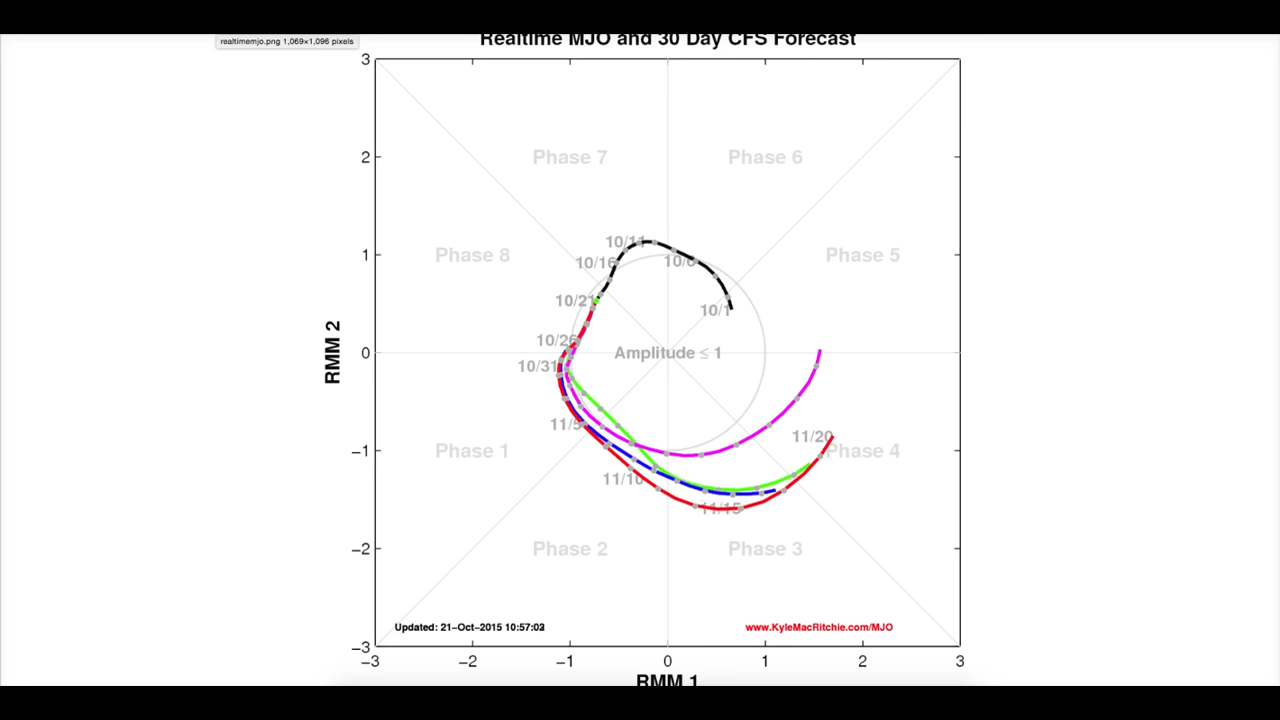 realtimemjo.png 1,069×1,096 pixels
Realtime MJO and 30 Day CFS Forecast
3
Phase 7
Phase 6
2
Phase 8
Phase 5
1
10/11
10/16
10/6
10/21
10/1
10/26
RMM 2
0
Amplitude ≤ 1
10/31
11/5
11/20
−1
Phase 1
Phase 4
11/10
11/15
−2
Phase 2
Phase 3
Updated: 21−Oct−2015 10:57:02
www.KyleMacRitchie.com/MJO
−3
−3 −2 −1 0 1 2 3
RMM 1